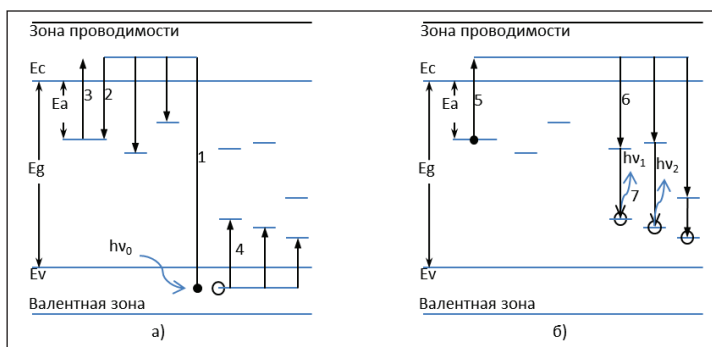 Зона проводимости
Ec
Ea
3
2
Eg
1
hν₀
4
Ev
Валентная зона
а)
Зона проводимости
Ec
Ea
5
6
Eg
hν₁
hν₂
7
Ev
Валентная зона
б)